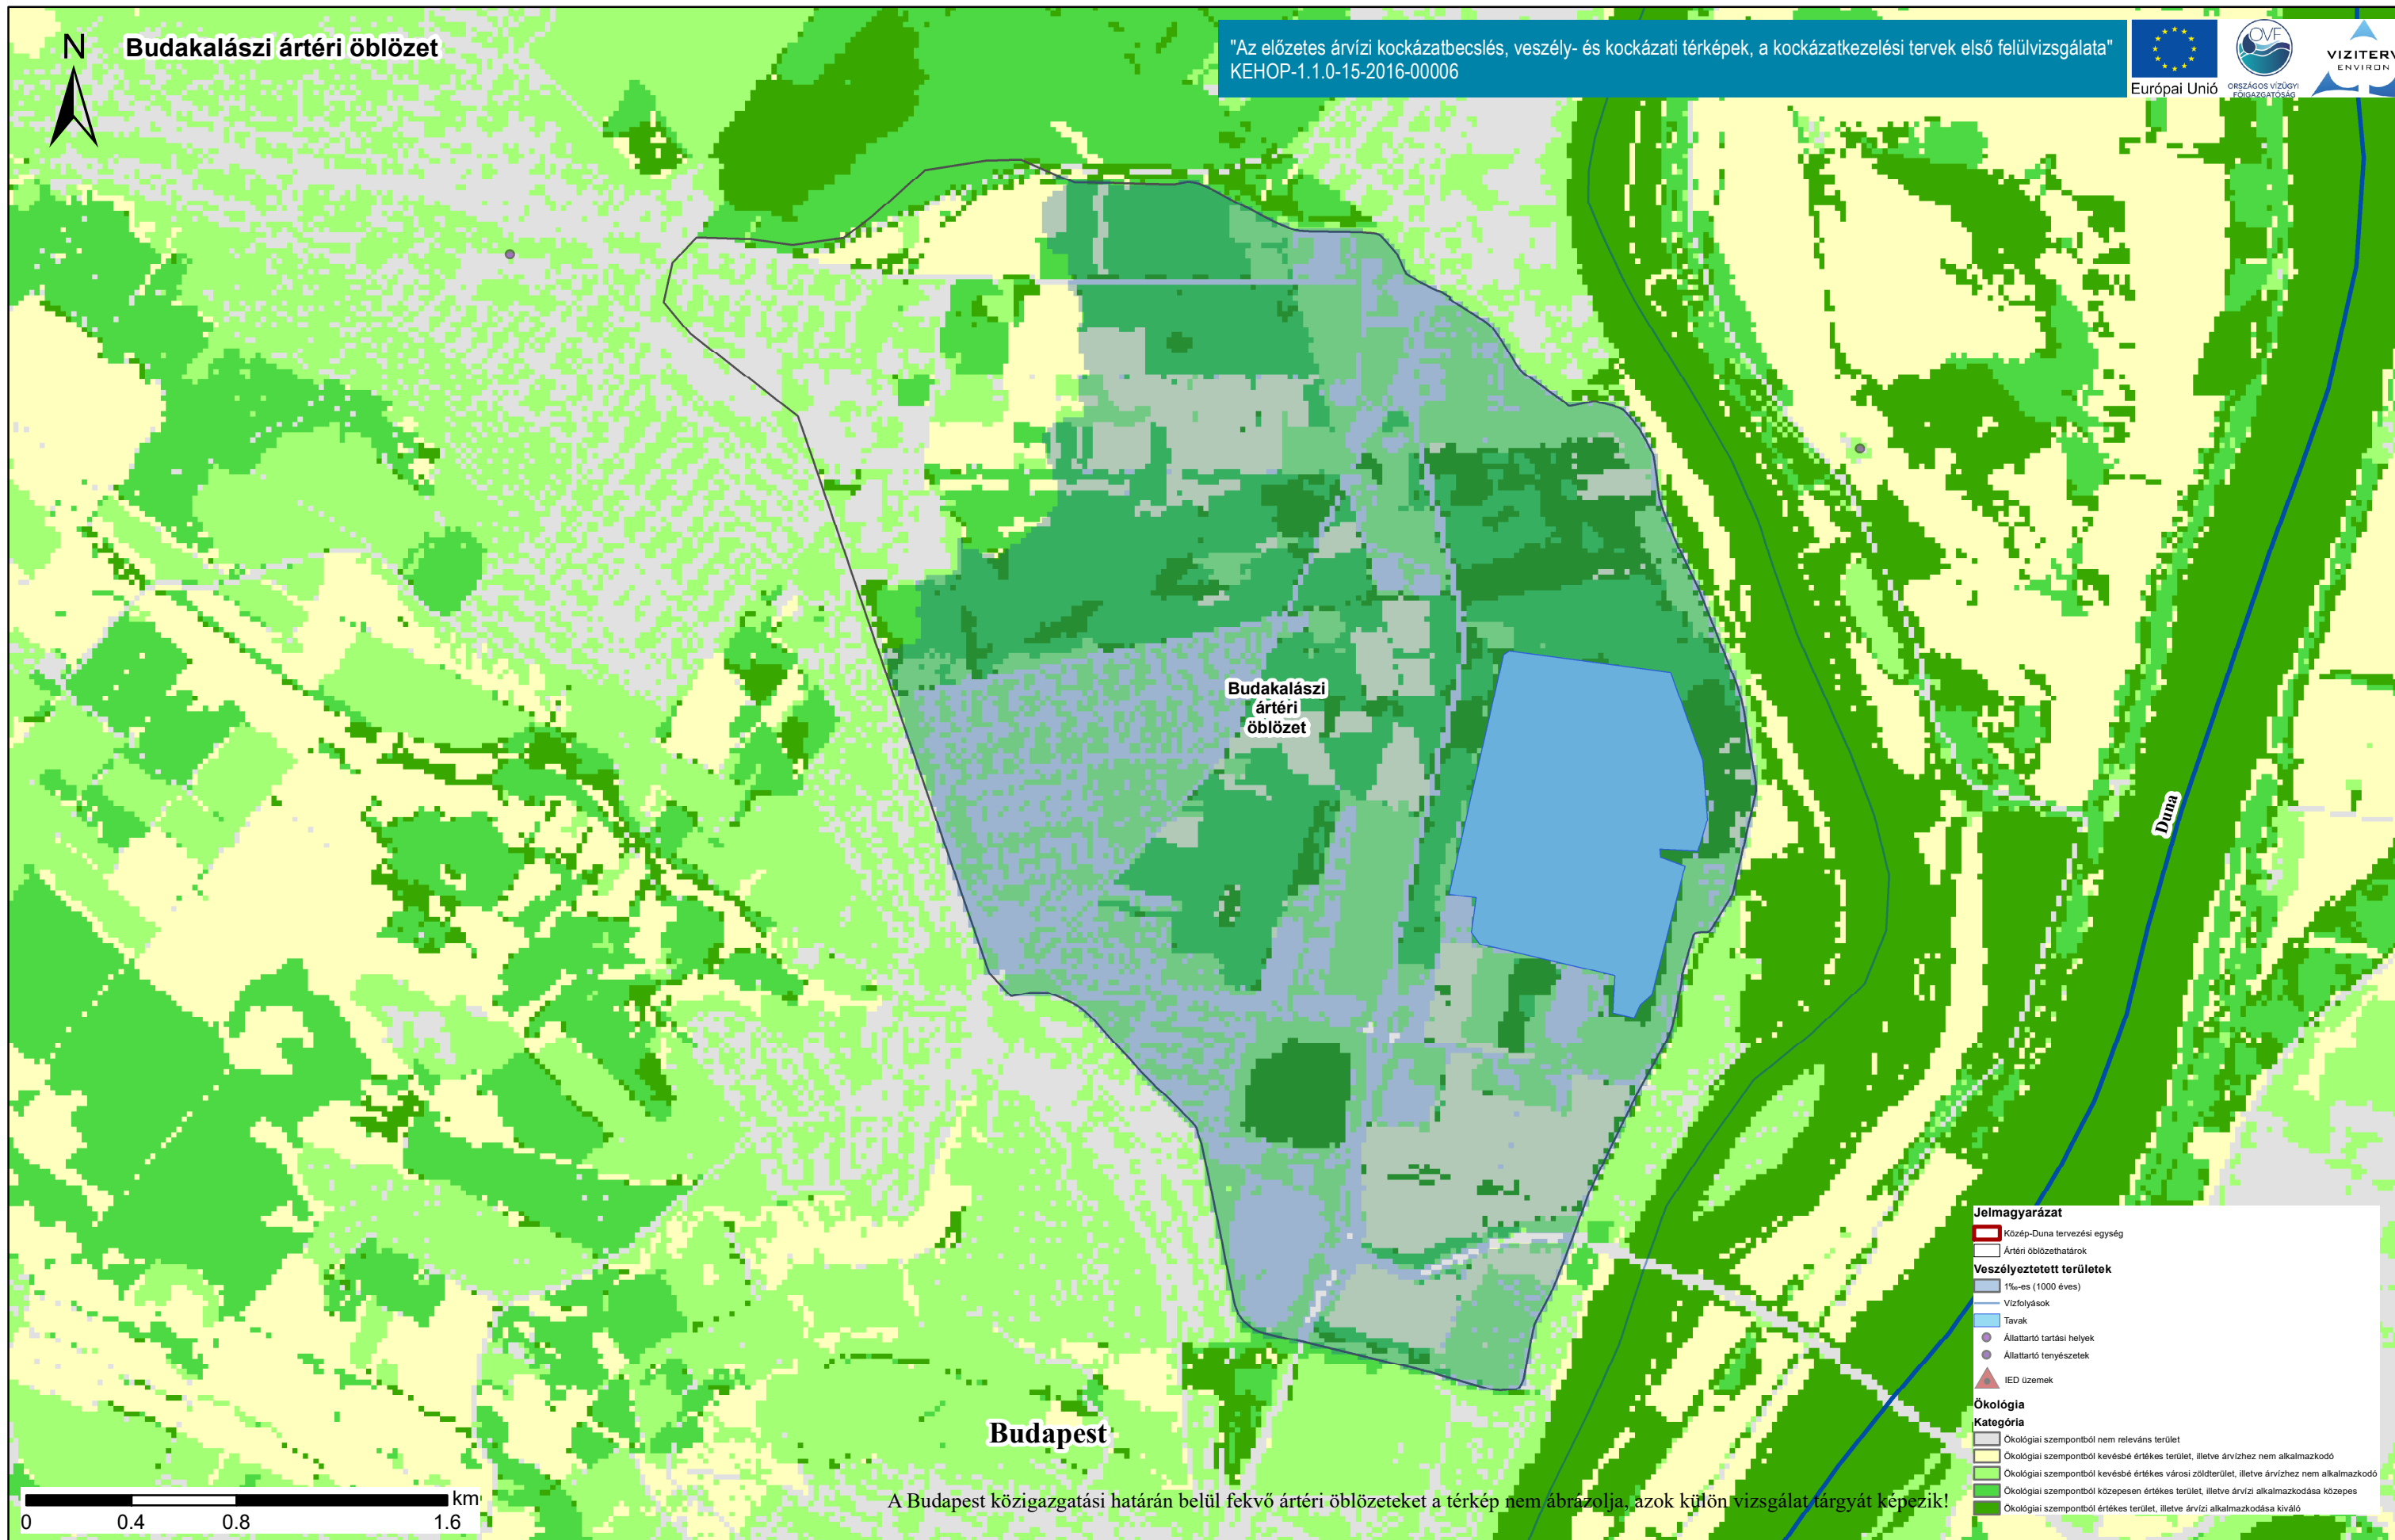 N
Budakalászi ártéri öblözet
"Az előzetes árvízi kockázatbecslés, veszély- és kockázati térképek, a kockázatkezelési tervek első felülvizsgálata"
KEHOP-1.1.0-15-2016-00006
Európai Unió
OVF
ORSZÁGOS VÍZÜGYI
FŐIGAZGATÓSÁG
VIZITERV
ENVIRON
Budakalászi
ártéri
öblözet
Duna
Budapest
Jelmagyarázat
Közép-Duna tervezési egység
Ártéri öblözethatárok
Veszélyeztetett területek
1‰-es (1000 éves)
Vízfolyások
Tavak
Állattartó tartási helyek
Állattartó tenyészetek
IED üzemek
Ökológia
Kategória
Ökológiai szempontból nem releváns terület
Ökológiai szempontból kevésbé értékes terület, illetve árvízhez nem alkalmazkodó
Ökológiai szempontból kevésbé értékes városi zöldterület, illetve árvízhez nem alkalmazkodó
Ökológiai szempontból közepesen értékes terület, illetve árvízi alkalmazkodása közepes
Ökológiai szempontból értékes terület, illetve árvízi alkalmazkodása kiváló
km
0 0.4 0.8 1.6
A Budapest közigazgatási határán belül fekvő ártéri öblözeteket a térkép nem ábrázolja, azok külön vizsgálat tárgyát képezik!